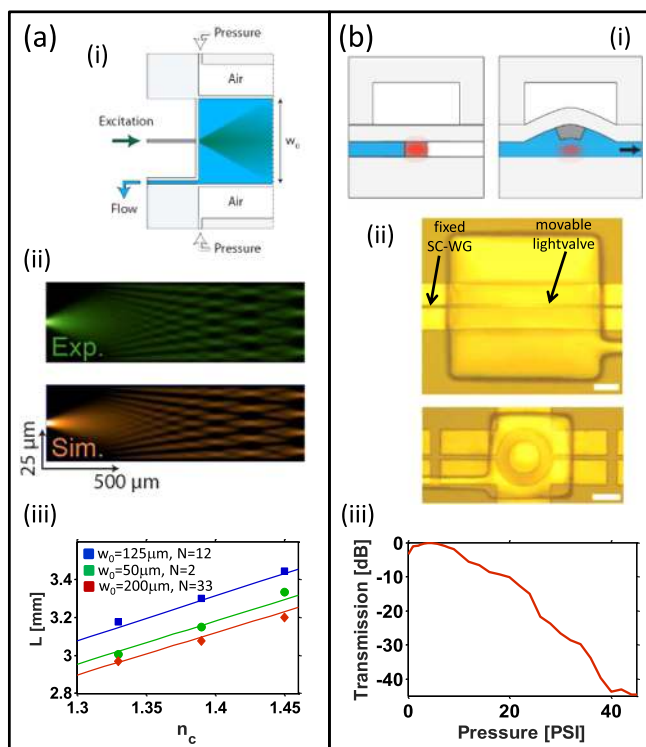 (a)
(i)
Pressure
Air
Excitation
w₀
Flow
Air
Pressure
(ii)
Exp.
Sim.
25 µm
500 µm
(iii)
w₀=125µm, N=12
w₀=50µm, N=2
w₀=200µm, N=33
L [mm]
3.4
3.2
3
2.8
1.3
1.35
1.4
1.45
n_c
(b)
(i)
(ii)
fixed
SC-WG
movable
lightvalve
(iii)
Transmission [dB]
0
-10
-20
-30
-40
0
20
40
Pressure [PSI]